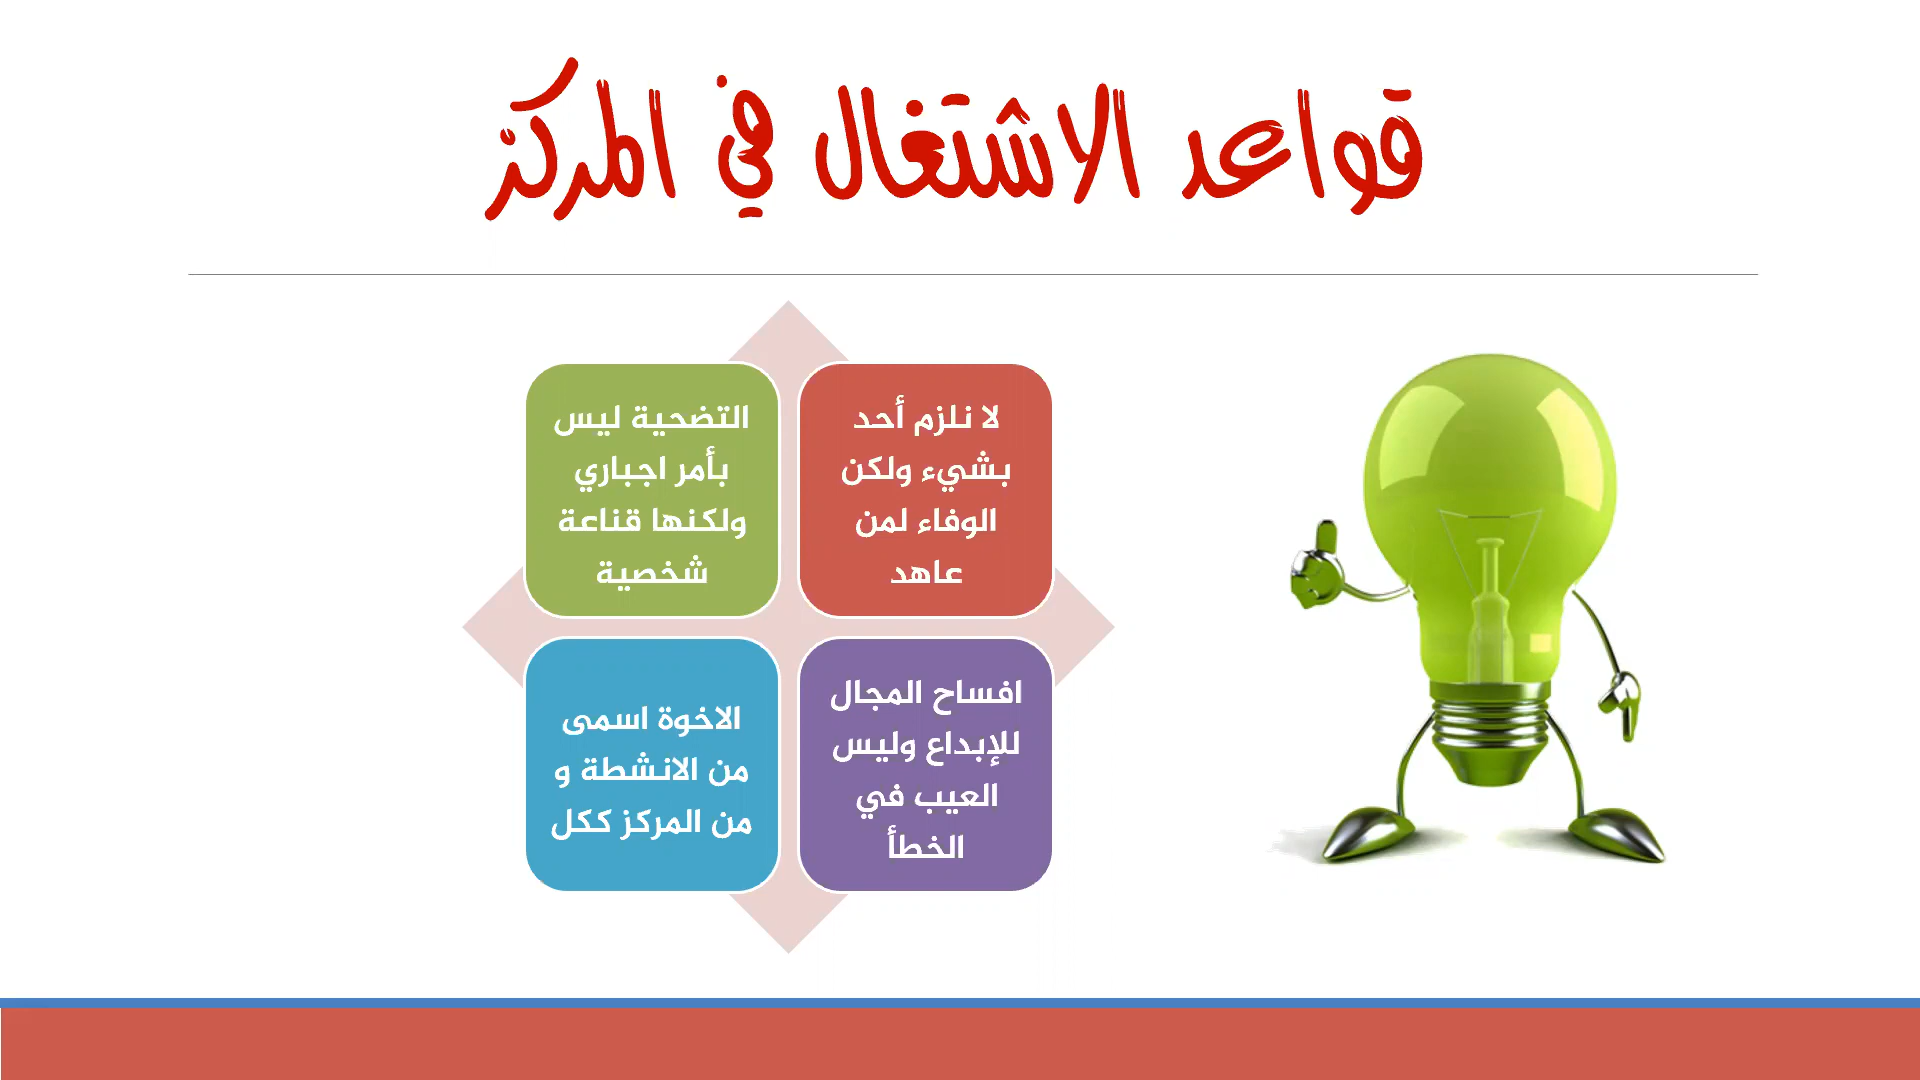 قواعد الاشتغال في المركز
لا نلزم أحد
بشيء ولكن
الوفاء لمن
عاهد
التضحية ليس
بأمر اجباري
ولكنها قناعة
شخصية
افساح المجال
للإبداع وليس
العيب في
الخطأ
الاخوة اسمى
من الانشطة و
من المركز ككل